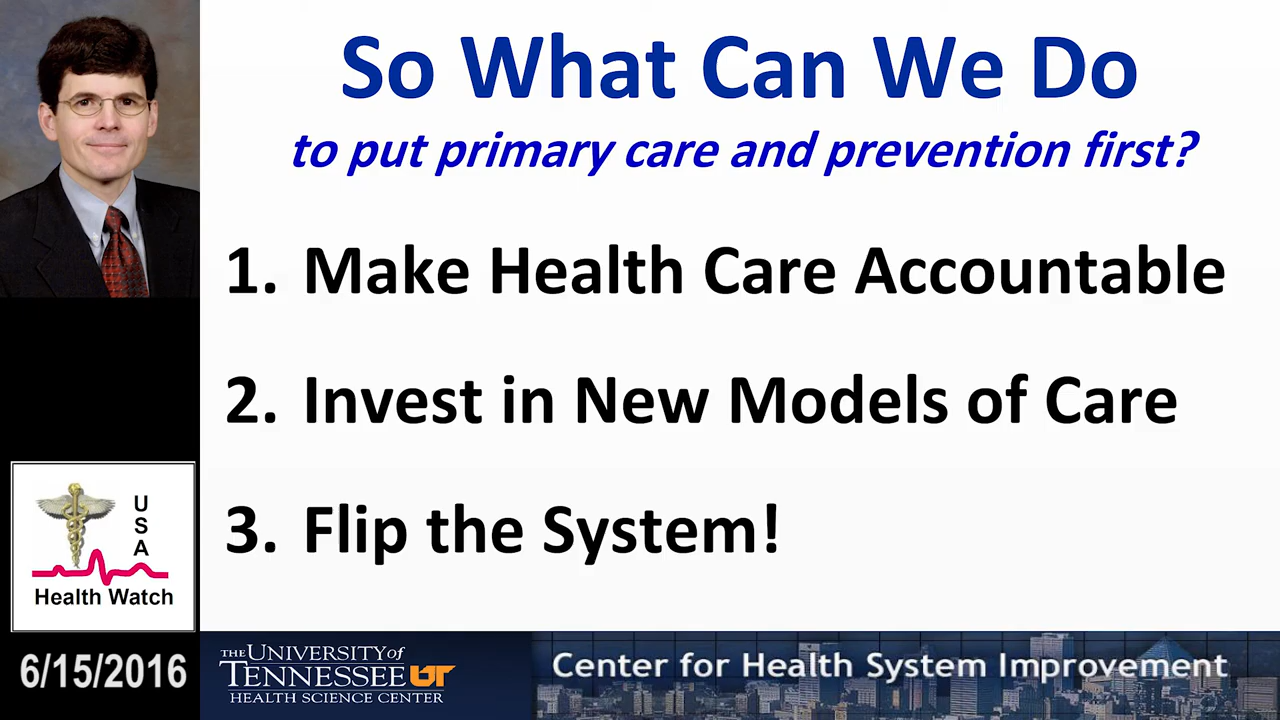 So What Can We Do
to put primary care and prevention first?
1. Make Health Care Accountable
2. Invest in New Models of Care
3. Flip the System!
U
S
A
Health Watch
6/15/2016
THE UNIVERSITY of
TENNESSEE UT
HEALTH SCIENCE CENTER
Center for Health System Improvement